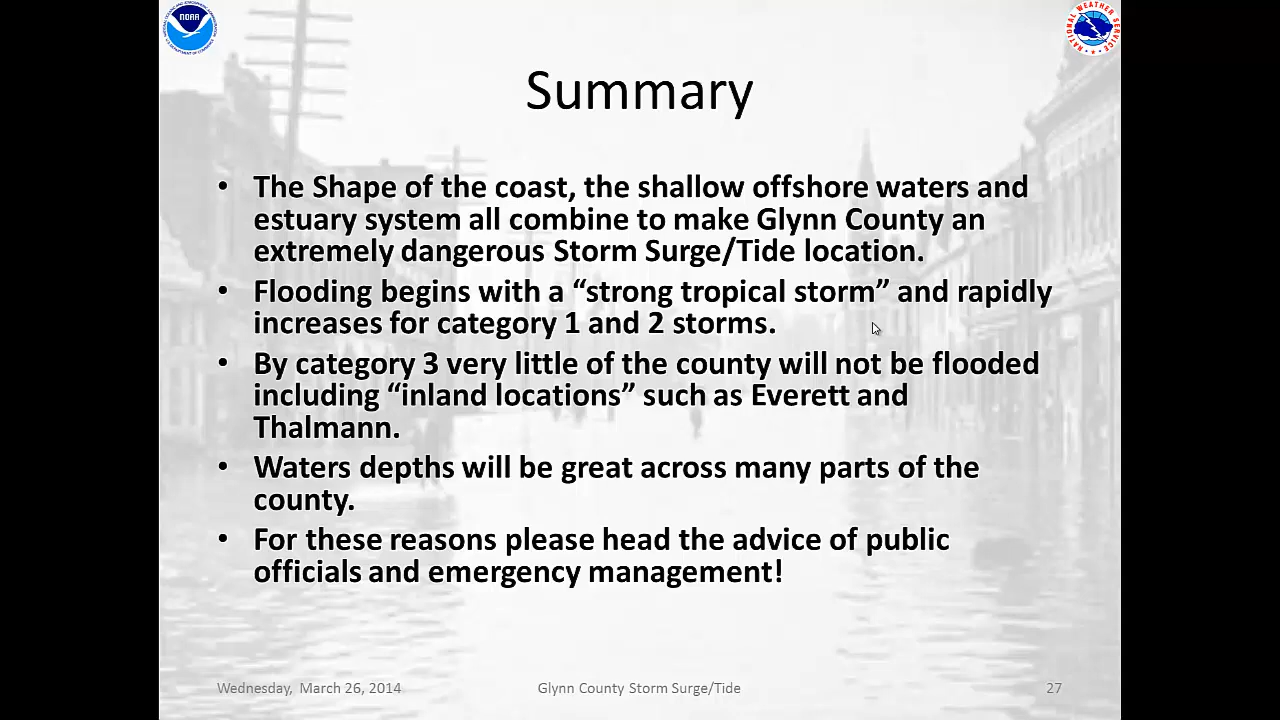 NOAA
NATIONAL WEATHER SERVICE
Summary
• The Shape of the coast, the shallow offshore waters and
estuary system all combine to make Glynn County an
extremely dangerous Storm Surge/Tide location.
• Flooding begins with a “strong tropical storm” and rapidly
increases for category 1 and 2 storms.
• By category 3 very little of the county will not be flooded
including “inland locations” such as Everett and
Thalmann.
• Waters depths will be great across many parts of the
county.
• For these reasons please head the advice of public
officials and emergency management!
Wednesday, March 26, 2014
Glynn County Storm Surge/Tide
27